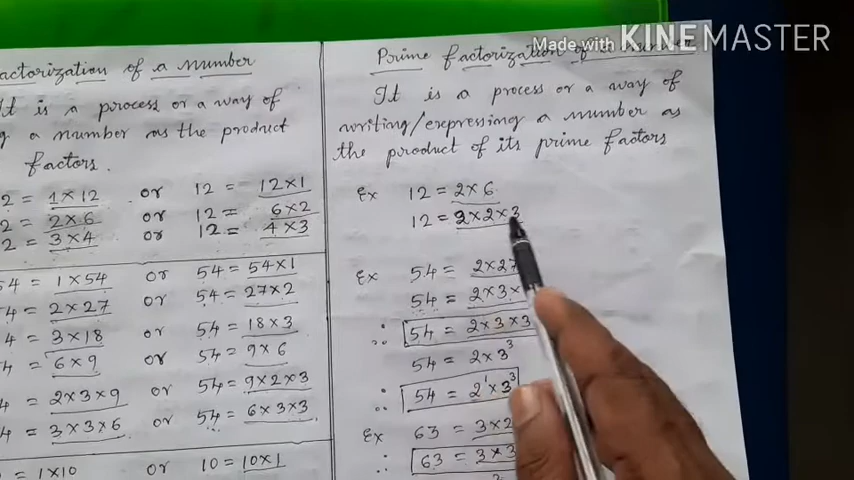 actorization of a number
It is a process or a way of
g a number as the product
factors.
2 = 1×12 or 12 = 12×1
2 = 2×6 or 12 = 6×2
2 = 3×4 or 12 = 4×3
54 = 1×54 or 54 = 54×1
54 = 2×27 or 54 = 27×2
4 = 3×18 or 54 = 18×3
4 = 6×9 or 54 = 9×6
4 = 2×3×9 or 54 = 9×2×3
4 = 3×3×6 or 54 = 6×3×3
= 1×10 or 10 = 10×1
Prime factorization of a number
It is a process or a way of
writing/expressing a number as
the product of its prime factors
Ex 12 = 2×6
12 = 2×2×3
Ex 54 = 2×27
54 = 2×3×
∴ 54 = 2×3×3
54 = 2×3³
∴ 54 = 2¹×3³
Ex 63 = 3×2
∴ 63 = 3×3
Made with KINEMASTER